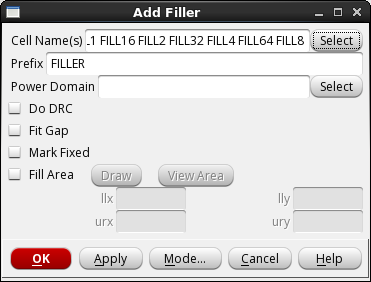 Add Filler
Cell Name(s) L1 FILL16 FILL2 FILL32 FILL4 FILL64 FILL8 Select
Prefix FILLER
Power Domain Select
Do DRC
Fit Gap
Mark Fixed
Fill Area Draw View Area
llx lly
urx ury
OK Apply Mode... Cancel Help